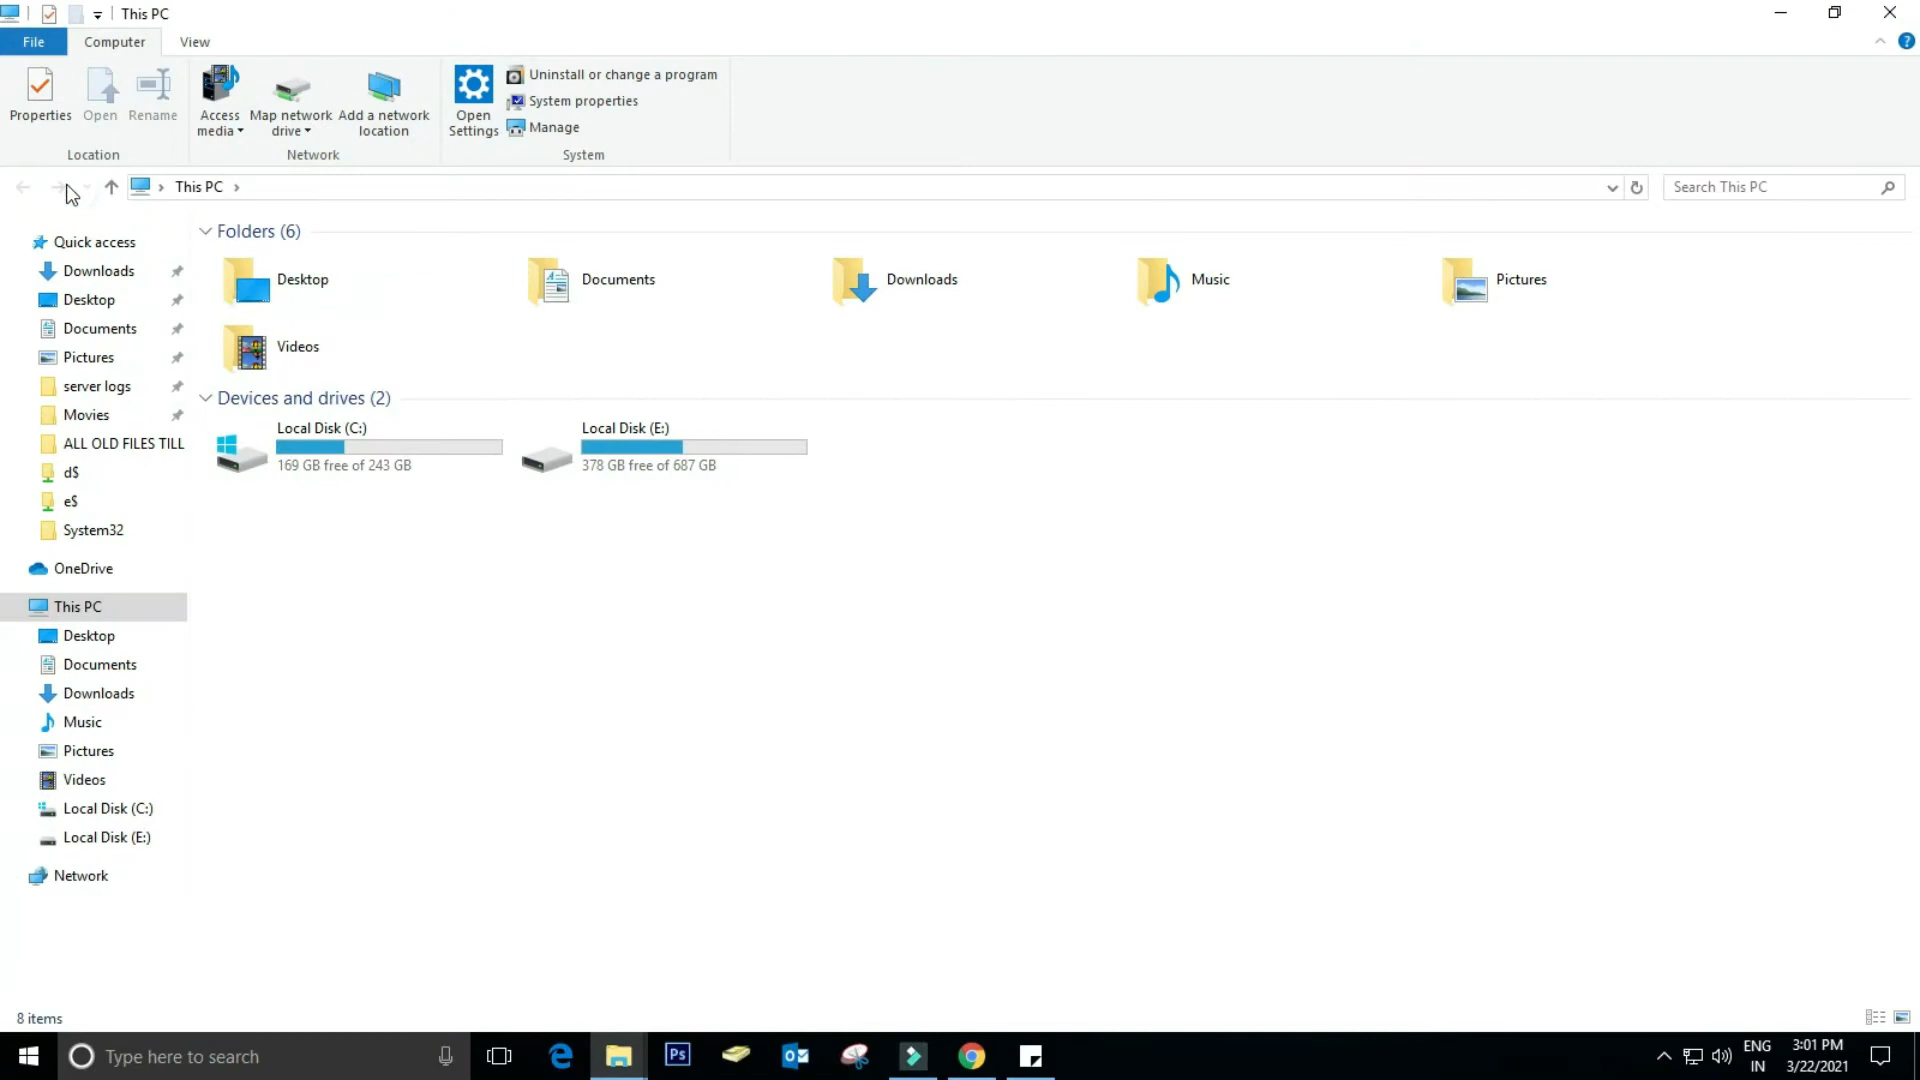 This PC
File
Computer
View
Properties
Open
Rename
Access
media
Map network
drive
Add a network
location
Open
Settings
Uninstall or change a program
System properties
Manage
Location
Network
System
This PC
Search This PC
Quick access
Downloads
Desktop
Documents
Pictures
server logs
Movies
ALL OLD FILES TILL
d$
e$
System32
OneDrive
This PC
Desktop
Documents
Downloads
Music
Pictures
Videos
Local Disk (C:)
Local Disk (E:)
Network
Folders (6)
Desktop
Documents
Downloads
Music
Pictures
Videos
Devices and drives (2)
Local Disk (C:)
169 GB free of 243 GB
Local Disk (E:)
378 GB free of 687 GB
8 items
Type here to search
Ps
ENG
IN
3:01 PM
3/22/2021